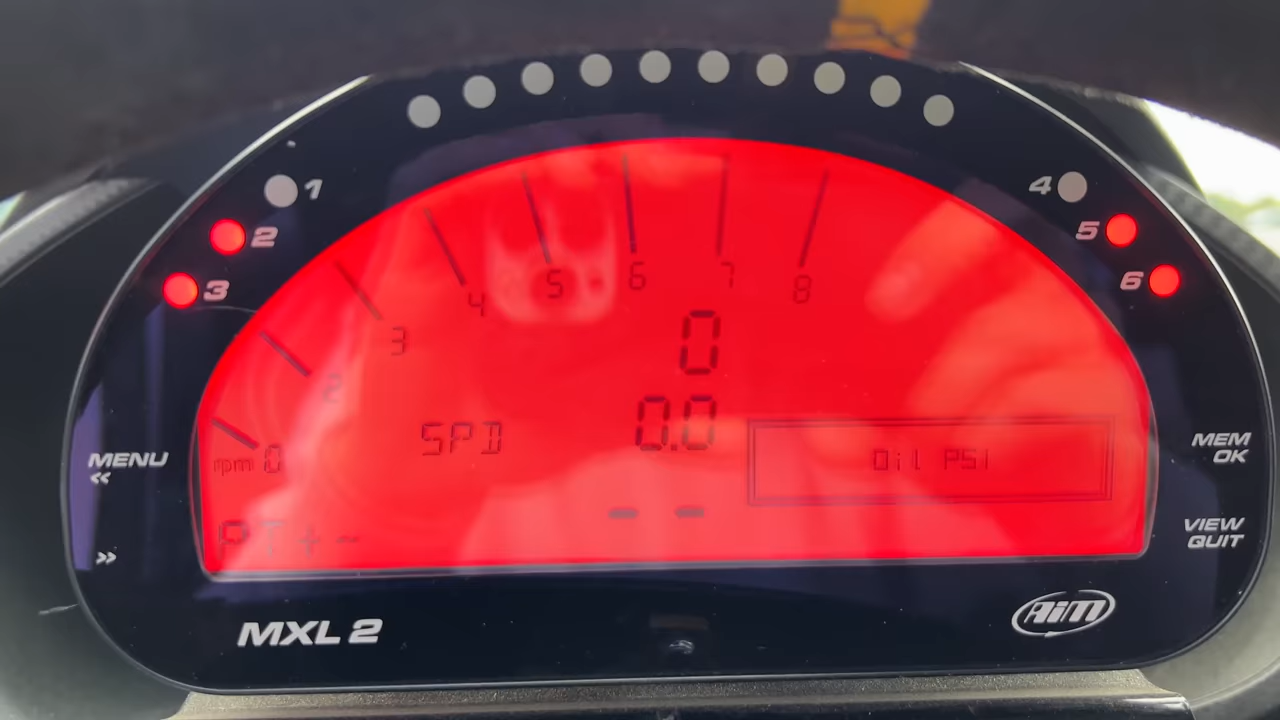 1
4
2
5
3
6
5
6
7
8
4
3
2
0
0.0
SPD
Oil PSI
rpm 0
PT+-
- -
MENU
<<
>>
MEM
OK
VIEW
QUIT
MXL2
AiM